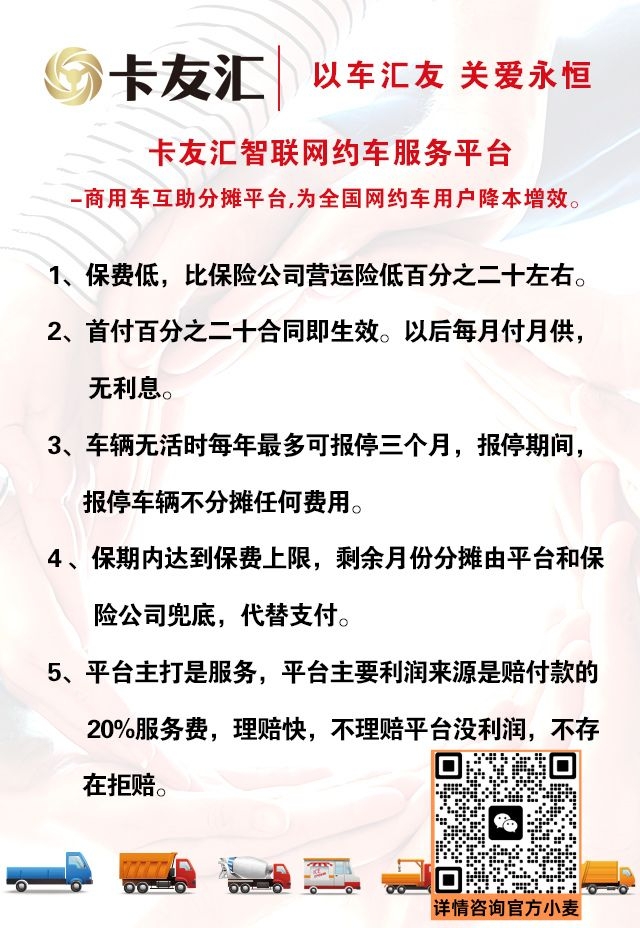 卡友汇
以车汇友 关爱永恒
卡友汇智联网约车服务平台
-商用车互助分摊平台,为全国网约车用户降本增效。
1、保费低，比保险公司营运险低百分之二十左右。
2、首付百分之二十合同即生效。以后每月付月供，
无利息。
3、车辆无活时每年最多可报停三个月，报停期间，
报停车辆不分摊任何费用。
4、保期内达到保费上限，剩余月份分摊由平台和保
险公司兜底，代替支付。
5、平台主打是服务，平台主要利润来源是赔付款的
20%服务费，理赔快，不理赔平台没利润，不存
在拒赔。
详情咨询官方小麦